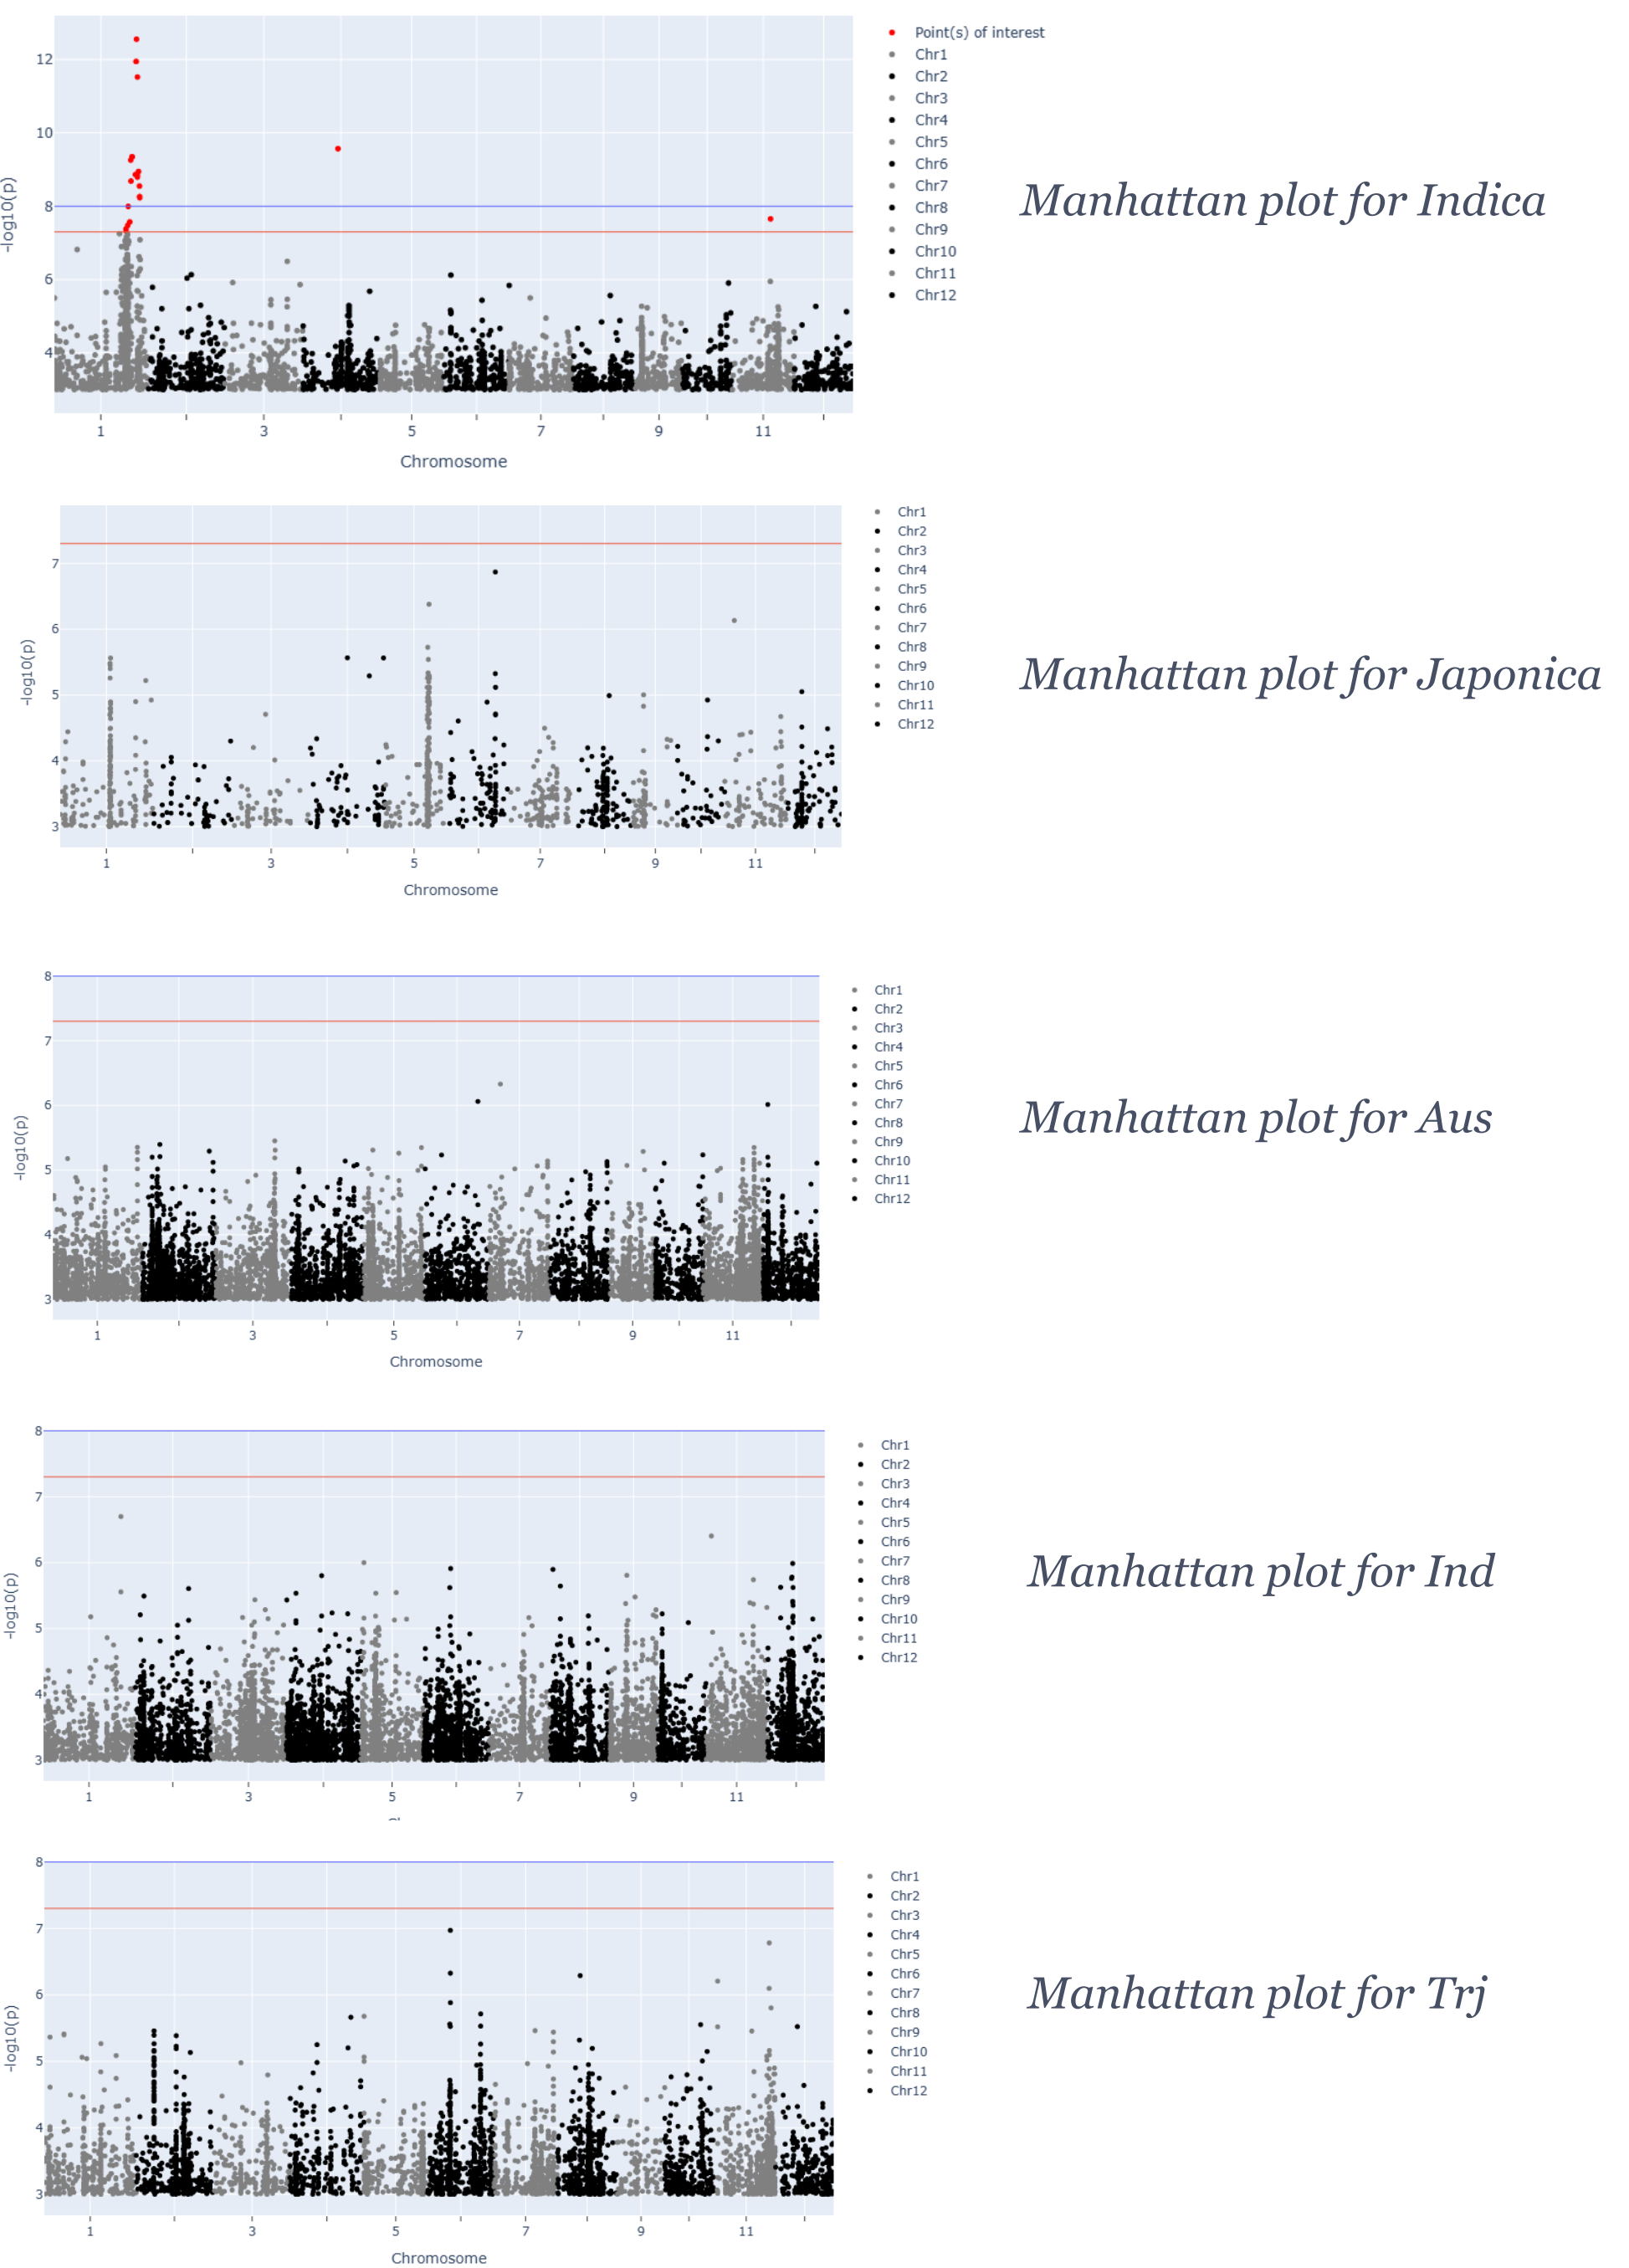 12
10
8
6
4
-log10(p)
1
3
5
7
9
11
Chromosome
Point(s) of interest
Chr1
Chr2
Chr3
Chr4
Chr5
Chr6
Chr7
Chr8
Chr9
Chr10
Chr11
Chr12
Manhattan plot for Indica
7
6
5
4
3
-log10(p)
1
3
5
7
9
11
Chromosome
Chr1
Chr2
Chr3
Chr4
Chr5
Chr6
Chr7
Chr8
Chr9
Chr10
Chr11
Chr12
Manhattan plot for Japonica
8
7
6
5
4
3
-log10(p)
1
3
5
7
9
11
Chromosome
Chr1
Chr2
Chr3
Chr4
Chr5
Chr6
Chr7
Chr8
Chr9
Chr10
Chr11
Chr12
Manhattan plot for Aus
8
7
6
5
4
3
-log10(p)
1
3
5
7
9
11
Chr1
Chr2
Chr3
Chr4
Chr5
Chr6
Chr7
Chr8
Chr9
Chr10
Chr11
Chr12
Manhattan plot for Ind
8
7
6
5
4
3
-log10(p)
1
3
5
7
9
11
Chromosome
Chr1
Chr2
Chr3
Chr4
Chr5
Chr6
Chr7
Chr8
Chr9
Chr10
Chr11
Chr12
Manhattan plot for Trj